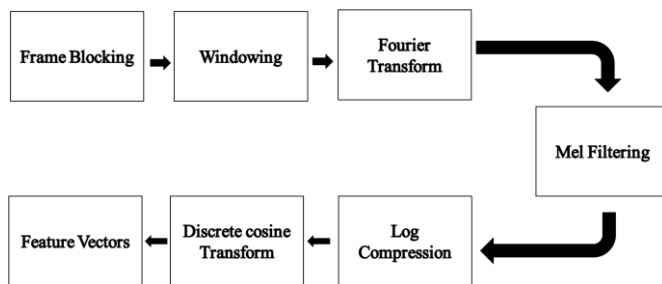 Frame Blocking
Windowing
Fourier
Transform
Mel Filtering
Log
Compression
Discrete cosine
Transform
Feature Vectors